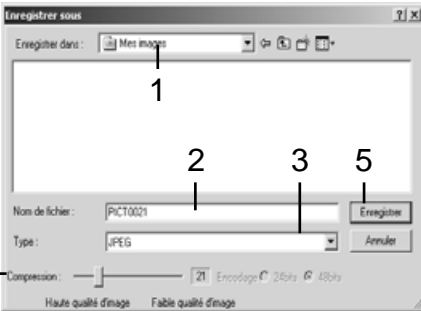 Enregistrer sous
Enregistrer dans : Mes images
1
2 3 5
Nom de fichier : PICT0021 Enregistrer
Type : JPEG Annuler
Compression : 21 Encodage 24bits 48bits
Haute qualité d'image Faible qualité d'image